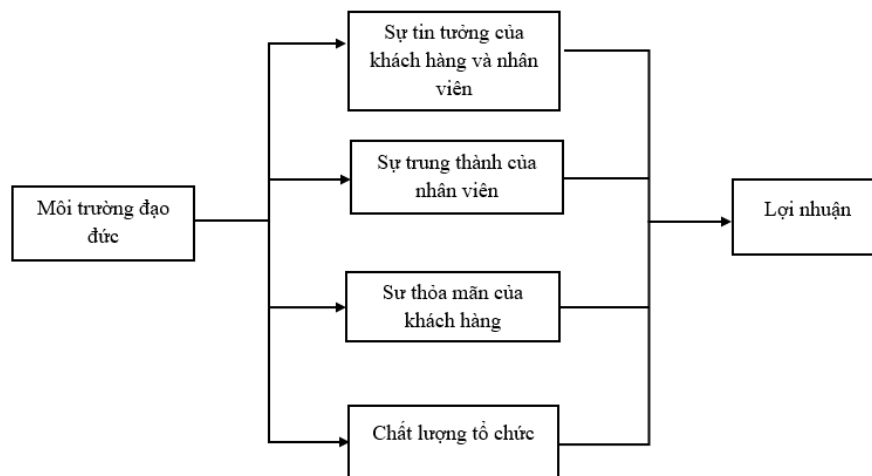 Môi trường đạo
đức
Sự tin tưởng của
khách hàng và nhân
viên
Sự trung thành của
nhân viên
Sư thỏa mãn của
khách hàng
Chất lượng tổ chức
Lợi nhuận